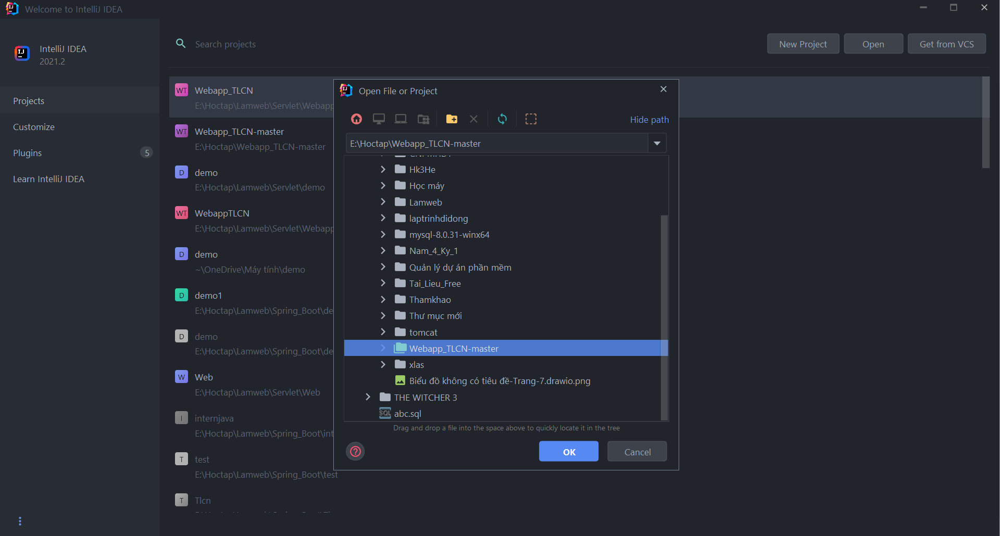 Welcome to IntelliJ IDEA
IntelliJ IDEA
2021.2
Projects
Customize
Plugins
5
Learn IntelliJ IDEA
Search projects
New Project
Open
Get from VCS
WT
Webapp_TLCN
E:\Hoctap\Lamweb\Servlet\Webapp
WT
Webapp_TLCN-master
E:\Hoctap\Webapp_TLCN-master
D
demo
E:\Hoctap\Lamweb\Servlet\demo
WT
WebappTLCN
E:\Hoctap\Lamweb\Servlet\Webapp
D
demo
~\OneDrive\Máy tính\demo
D
demo1
E:\Hoctap\Lamweb\Spring_Boot\de
D
demo
E:\Hoctap\Lamweb\Spring_Boot\de
W
Web
E:\Hoctap\Lamweb\Servlet\Web
I
internjava
E:\Hoctap\Lamweb\Spring_Boot\int
T
test
E:\Hoctap\Lamweb\Spring_Boot\test
T
Tlcn
Open File or Project
Hide path
E:\Hoctap\Webapp_TLCN-master
Hk3He
Học máy
Lamweb
laptrinhdidong
mysql-8.0.31-winx64
Nam_4_Ky_1
Quản lý dự án phần mềm
Tai_Lieu_Free
Thamkhao
Thư mục mới
tomcat
Webapp_TLCN-master
xlas
Biểu đồ không có tiêu đề-Trang-7.drawio.png
THE WITCHER 3
SQL
abc.sql
Drag and drop a file into the space above to quickly locate it in the tree
?
OK
Cancel